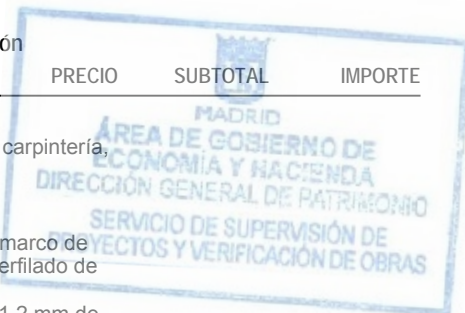 ón
PRECIO SUBTOTAL IMPORTE
MADRID
carpintería,
ÁREA DE GOBIERNO DE
ECONOMÍA Y HACIENDA
DIRECCIÓN GENERAL DE PATRIMONIO
SERVICIO DE SUPERVISIÓN DE
marco de
PROYECTOS Y VERIFICACIÓN DE OBRAS
erfilado de
1,2 mm de